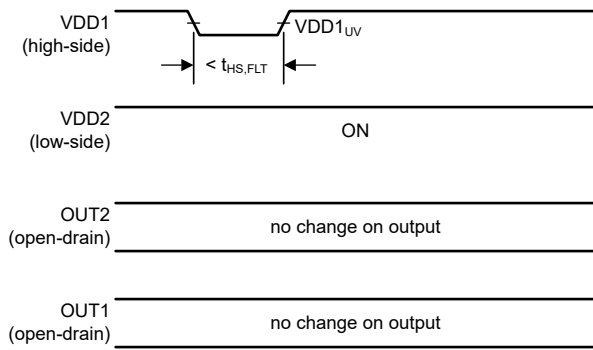 VDD1
(high-side)
VDD1UV
< tHS,FLT
VDD2
(low-side)
ON
OUT2
(open-drain)
no change on output
OUT1
(open-drain)
no change on output